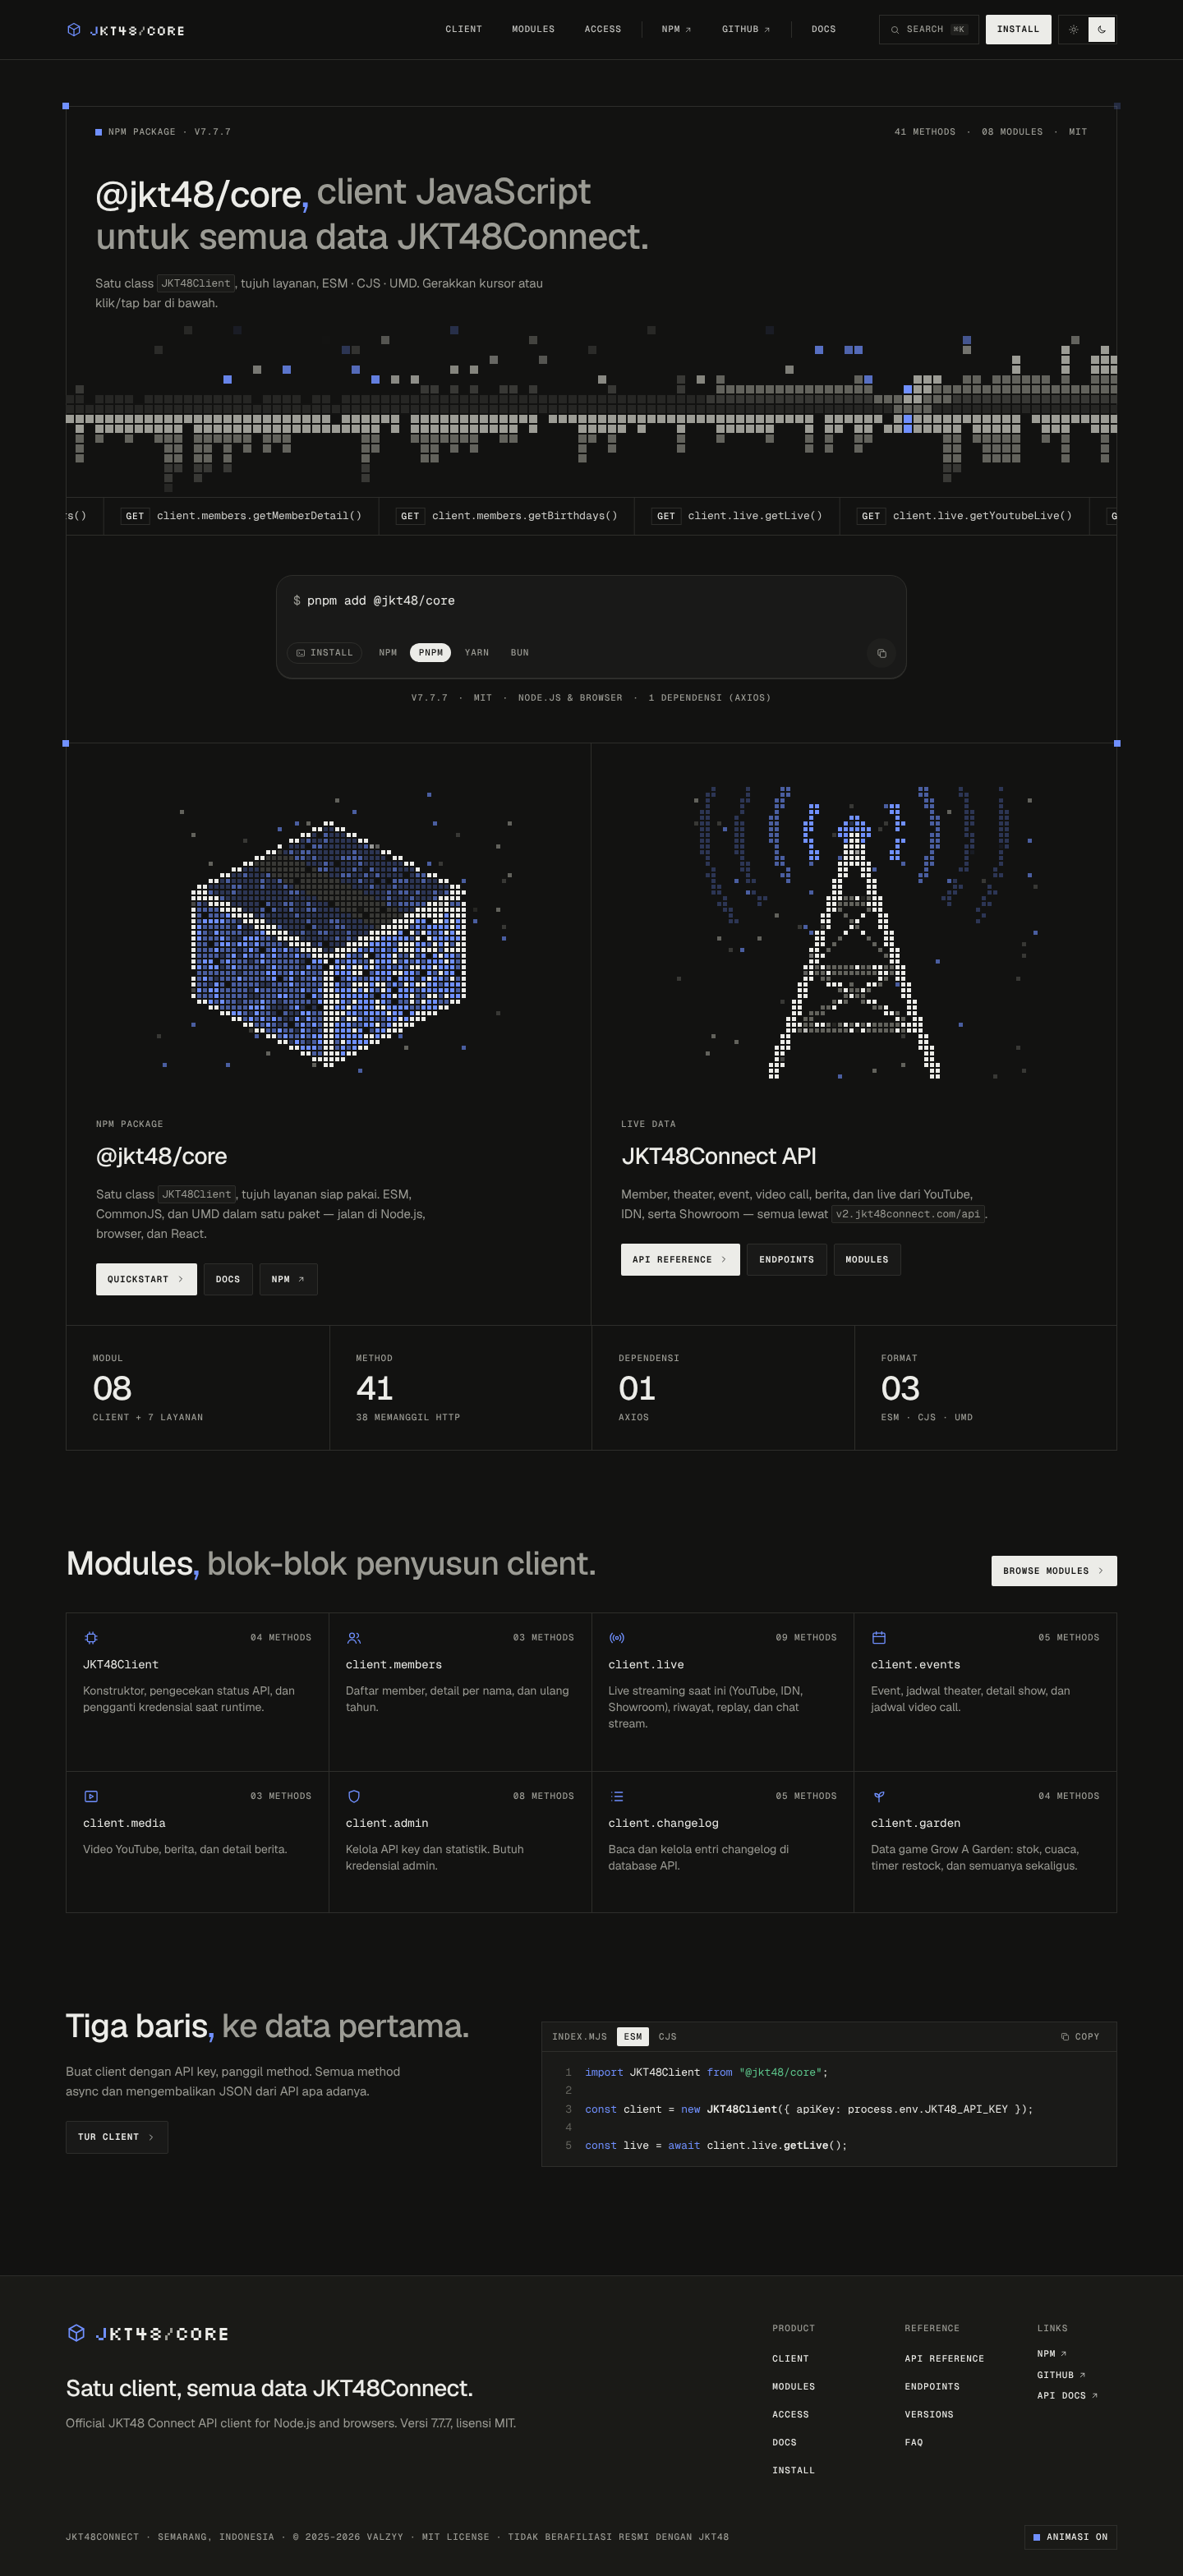 JKT48/CORE
CLIENT MODULES ACCESS NPM GITHUB DOCS SEARCH ⌘K INSTALL
NPM PACKAGE · V7.7.7
41 METHODS · 08 MODULES · MIT
@jkt48/core, client JavaScript
untuk semua data JKT48Connect.
Satu class JKT48Client, tujuh layanan, ESM · CJS · UMD. Gerakkan kursor atau
klik/tap bar di bawah.
s() GET client.members.getMemberDetail() GET client.members.getBirthdays() GET client.live.getLive() GET client.live.getYoutubeLive()
$ pnpm add @jkt48/core
INSTALL NPM PNPM YARN BUN
V7.7.7 · MIT · NODE.JS & BROWSER · 1 DEPENDENSI (AXIOS)
NPM PACKAGE
@jkt48/core
Satu class JKT48Client, tujuh layanan siap pakai. ESM,
CommonJS, dan UMD dalam satu paket — jalan di Node.js,
browser, dan React.
QUICKSTART DOCS NPM
LIVE DATA
JKT48Connect API
Member, theater, event, video call, berita, dan live dari YouTube,
IDN, serta Showroom — semua lewat v2.jkt48connect.com/api.
API REFERENCE ENDPOINTS MODULES
MODUL
08
CLIENT + 7 LAYANAN
METHOD
41
38 MEMANGGIL HTTP
DEPENDENSI
01
AXIOS
FORMAT
03
ESM · CJS · UMD
Modules, blok-blok penyusun client.
BROWSE MODULES
04 METHODS
JKT48Client
Konstruktor, pengecekan status API, dan
pengganti kredensial saat runtime.
03 METHODS
client.members
Daftar member, detail per nama, dan ulang
tahun.
09 METHODS
client.live
Live streaming saat ini (YouTube, IDN,
Showroom), riwayat, replay, dan chat
stream.
05 METHODS
client.events
Event, jadwal theater, detail show, dan
jadwal video call.
03 METHODS
client.media
Video YouTube, berita, dan detail berita.
08 METHODS
client.admin
Kelola API key dan statistik. Butuh
kredensial admin.
05 METHODS
client.changelog
Baca dan kelola entri changelog di
database API.
04 METHODS
client.garden
Data game Grow A Garden: stok, cuaca,
timer restock, dan semuanya sekaligus.
Tiga baris, ke data pertama.
Buat client dengan API key, panggil method. Semua method
async dan mengembalikan JSON dari API apa adanya.
TUR CLIENT
INDEX.MJS ESM CJS COPY
1 import JKT48Client from "@jkt48/core";
2
3 const client = new JKT48Client({ apiKey: process.env.JKT48_API_KEY });
4
5 const live = await client.live.getLive();
JKT48/CORE
Satu client, semua data JKT48Connect.
Official JKT48 Connect API client for Node.js and browsers. Versi 7.7.7, lisensi MIT.
PRODUCT
CLIENT
MODULES
ACCESS
DOCS
INSTALL
REFERENCE
API REFERENCE
ENDPOINTS
VERSIONS
FAQ
LINKS
NPM
GITHUB
API DOCS
JKT48CONNECT · SEMARANG, INDONESIA · © 2025–2026 VALZYY · MIT LICENSE · TIDAK BERAFILIASI RESMI DENGAN JKT48
ANIMASI ON